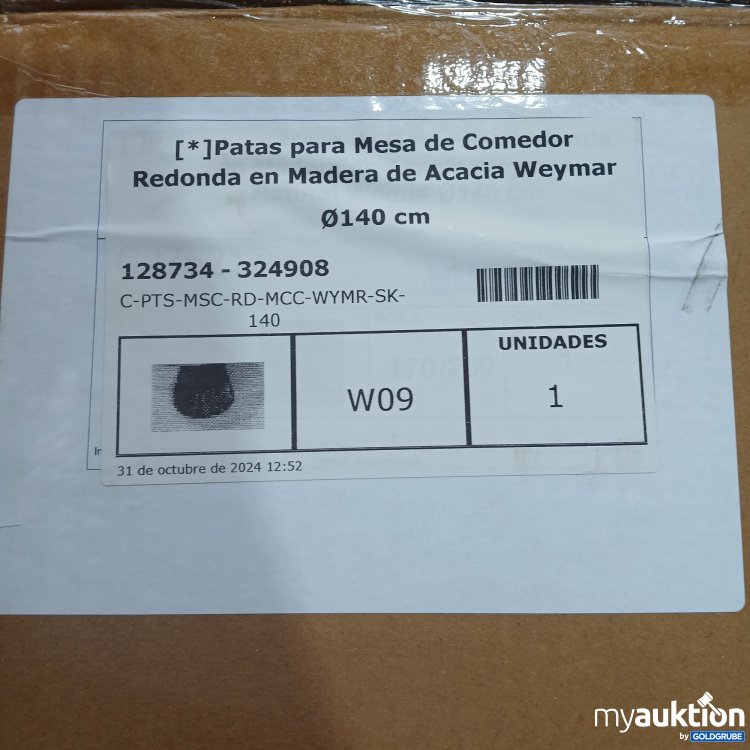 [*]Patas para Mesa de Comedor
Redonda en Madera de Acacia Weymar
Ø140 cm
128734 - 324908
C-PTS-MSC-RD-MCC-WYMR-SK-
140
W09
UNIDADES
1
31 de octubre de 2024 12:52
myauktion
by GOLDGRUBE